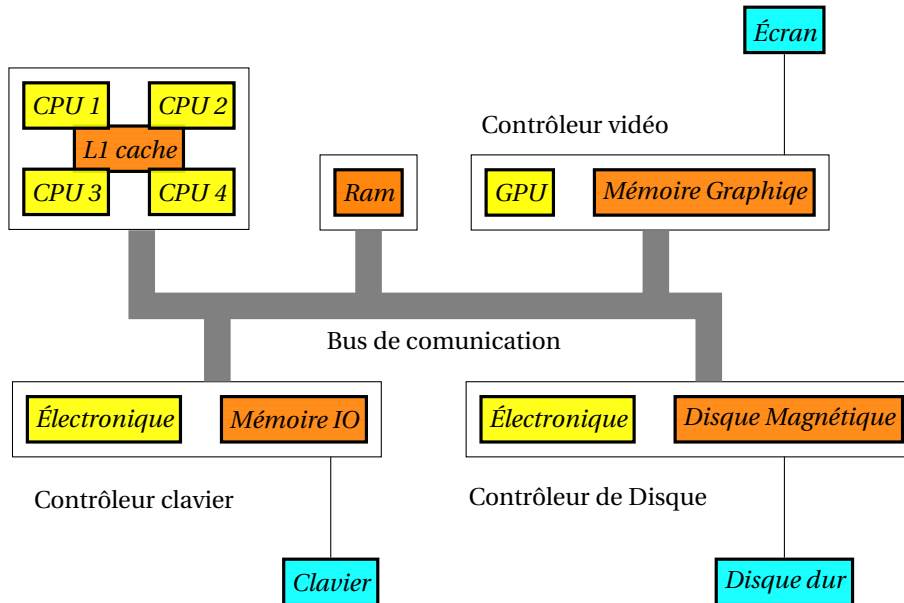 Écran
CPU 1
CPU 2
L1 cache
CPU 3
CPU 4
Contrôleur vidéo
Ram
GPU
Mémoire Graphiqe
Bus de comunication
Électronique
Mémoire IO
Électronique
Disque Magnétique
Contrôleur clavier
Contrôleur de Disque
Clavier
Disque dur